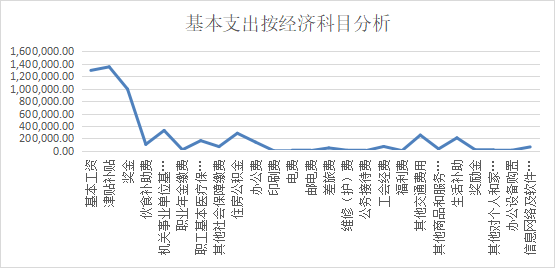 基本支出按经济科目分析
1,600,000.00
1,400,000.00
1,200,000.00
1,000,000.00
800,000.00
600,000.00
400,000.00
200,000.00
0.00
基本工资
津贴补贴
奖金
伙食补助费
机关事业单位基…
职业年金缴费
职工基本医疗保…
其他社会保障缴费
住房公积金
办公费
印刷费
电费
邮电费
差旅费
维修（护）费
公务接待费
工会经费
福利费
其他交通费用
其他商品和服务…
生活补助
奖励金
其他对个人和家…
办公设备购置
信息网络及软件…